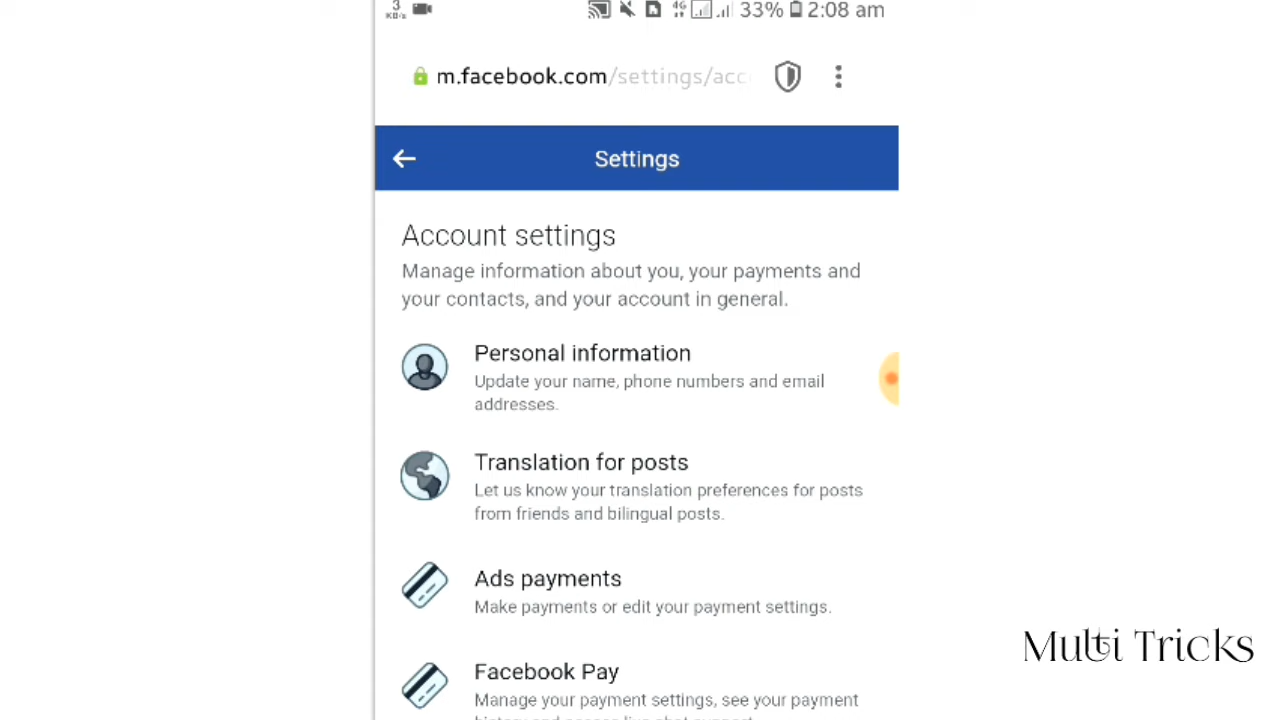 3
KB/s
4G 33% 2:08 am
m.facebook.com/settings/acc
Settings
Account settings
Manage information about you, your payments and
your contacts, and your account in general.
Personal information
Update your name, phone numbers and email
addresses.
Translation for posts
Let us know your translation preferences for posts
from friends and bilingual posts.
Ads payments
Make payments or edit your payment settings.
Facebook Pay
Manage your payment settings, see your payment
Multi Tricks